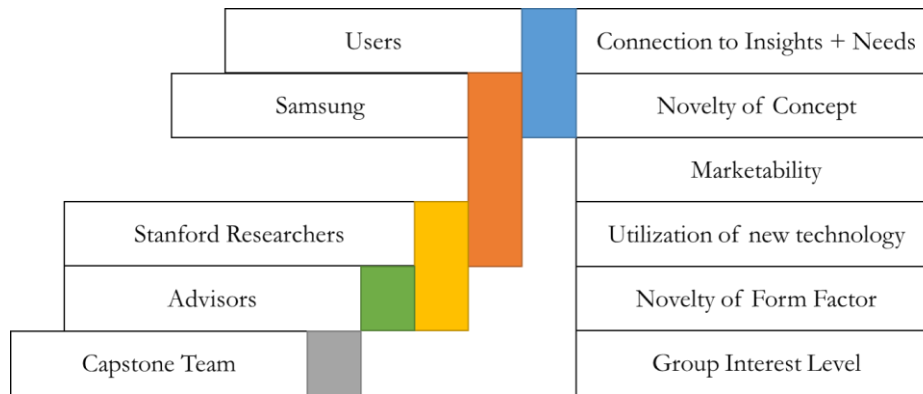 Users
Connection to Insights + Needs
Samsung
Novelty of Concept
Marketability
Stanford Researchers
Utilization of new technology
Advisors
Novelty of Form Factor
Capstone Team
Group Interest Level